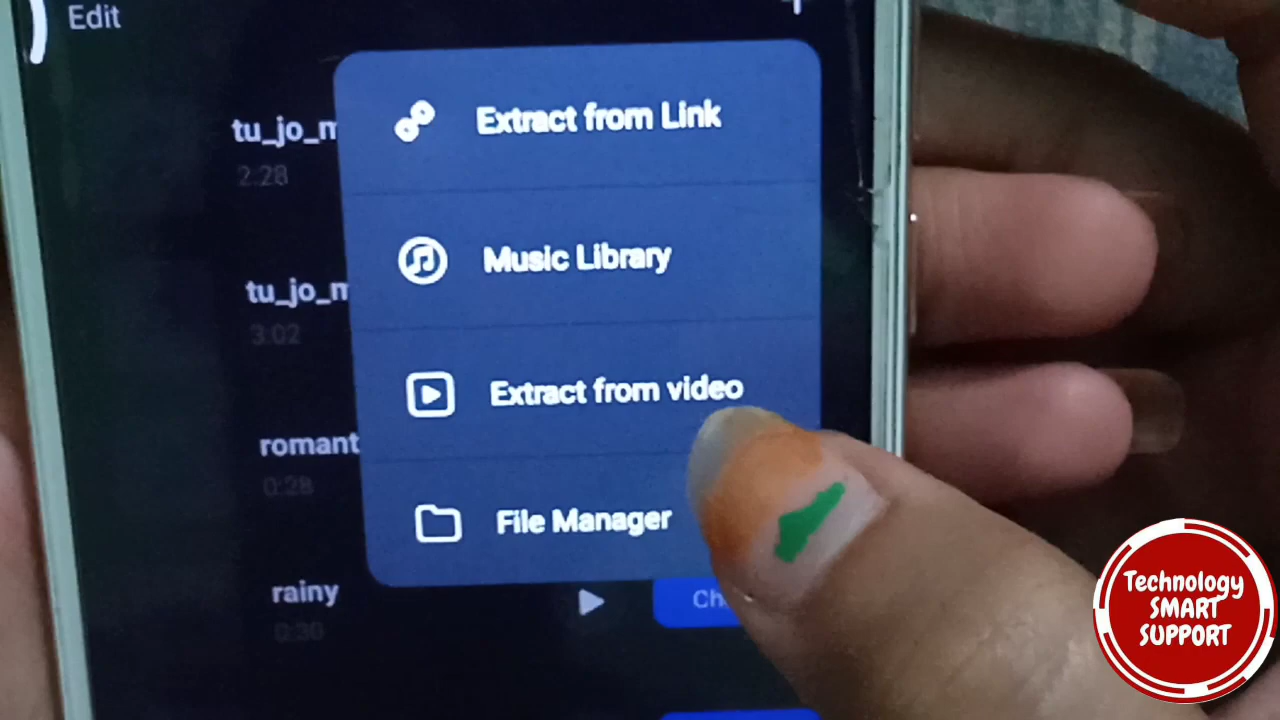 Edit
Extract from Link
tu_jo_m
2:28
Music Library
tu_jo_m
3:02
Extract from video
romant
0:28
File Manager
rainy
0:30
Ch
Technology
SMART
SUPPORT